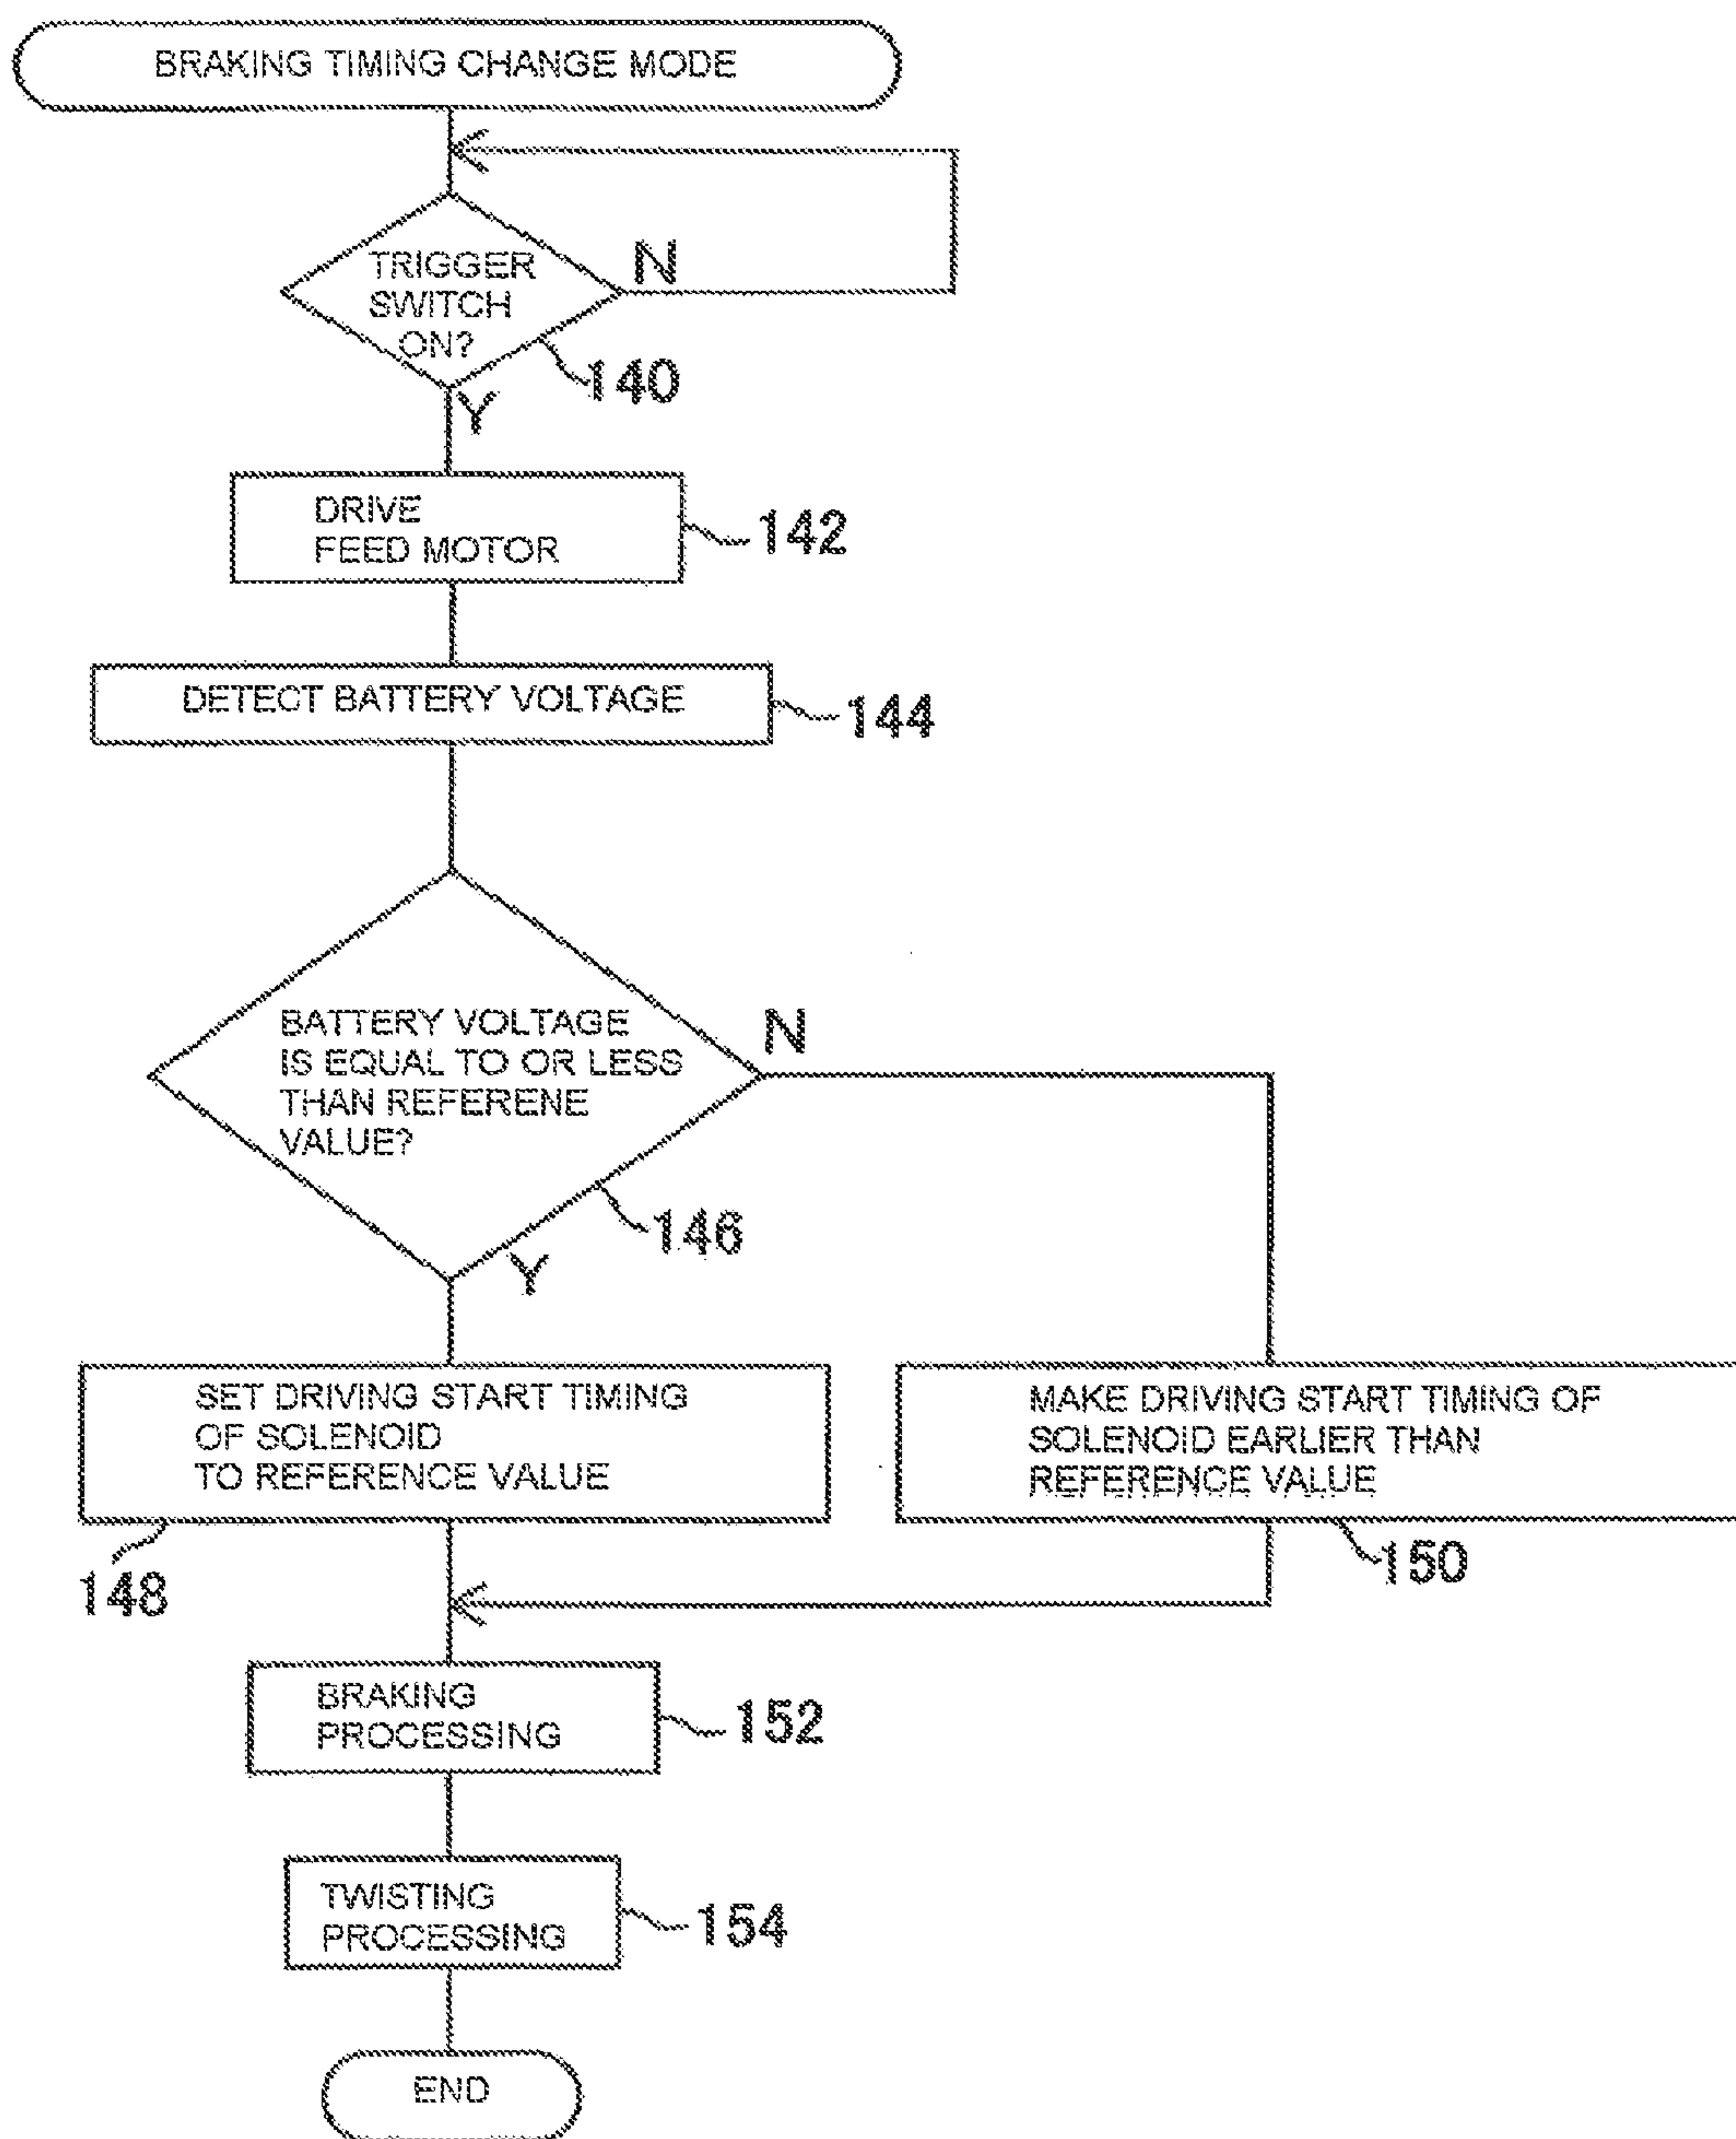 BRAKING TIMING CHANGE MODE
TRIGGER
SWITCH
ON?
N
140
Y
DRIVE
FEED MOTOR
142
DETECT BATTERY VOLTAGE
144
BATTERY VOLTAGE
IS EQUAL TO OR LESS
THAN REFERENE
VALUE?
N
146
Y
SET DRIVING START TIMING
OF SOLENOID
TO REFERENCE VALUE
148
MAKE DRIVING START TIMING OF
SOLENOID EARLIER THAN
REFERENCE VALUE
150
BRAKING
PROCESSING
152
TWISTING
PROCESSING
154
END